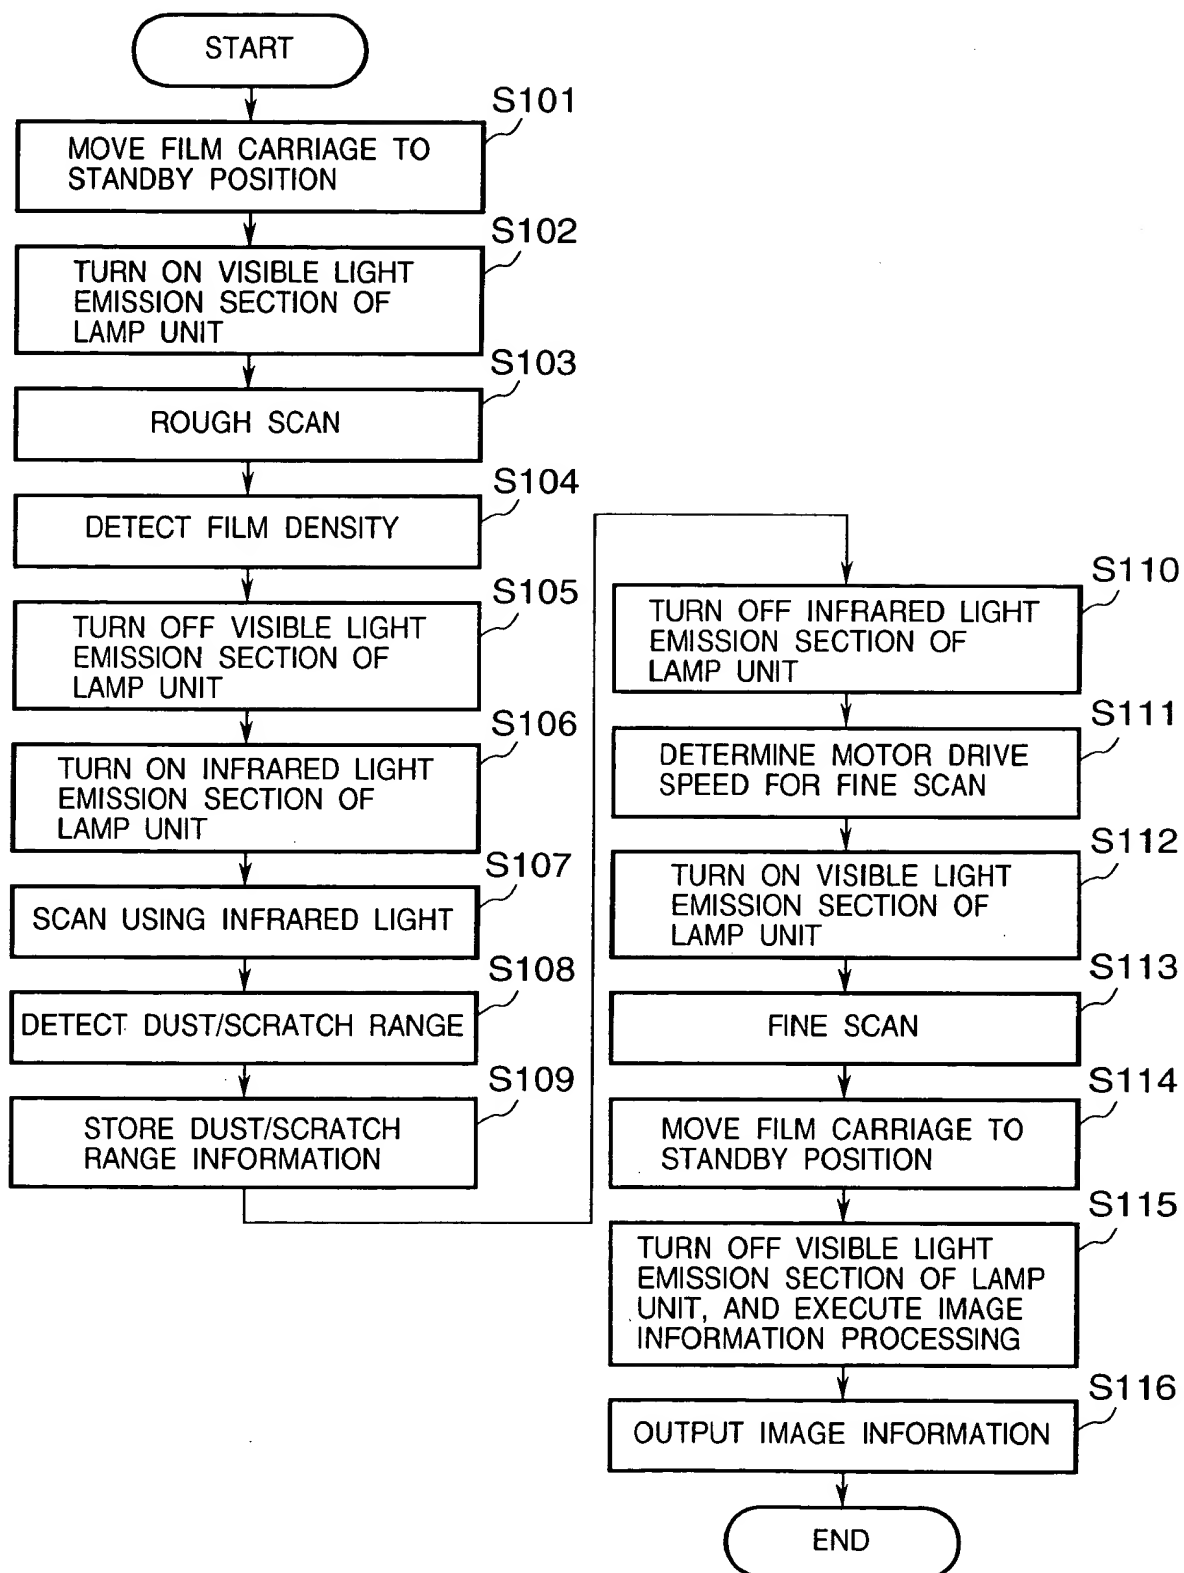 START
S101
MOVE FILM CARRIAGE TO
STANDBY POSITION
S102
TURN ON VISIBLE LIGHT
EMISSION SECTION OF
LAMP UNIT
S103
ROUGH SCAN
S104
DETECT FILM DENSITY
S105
TURN OFF VISIBLE LIGHT
EMISSION SECTION OF
LAMP UNIT
S106
TURN ON INFRARED LIGHT
EMISSION SECTION OF
LAMP UNIT
S107
SCAN USING INFRARED LIGHT
S108
DETECT DUST/SCRATCH RANGE
S109
STORE DUST/SCRATCH
RANGE INFORMATION
S110
TURN OFF INFRARED LIGHT
EMISSION SECTION OF
LAMP UNIT
S111
DETERMINE MOTOR DRIVE
SPEED FOR FINE SCAN
S112
TURN ON VISIBLE LIGHT
EMISSION SECTION OF
LAMP UNIT
S113
FINE SCAN
S114
MOVE FILM CARRIAGE TO
STANDBY POSITION
S115
TURN OFF VISIBLE LIGHT
EMISSION SECTION OF LAMP
UNIT, AND EXECUTE IMAGE
INFORMATION PROCESSING
S116
OUTPUT IMAGE INFORMATION
END